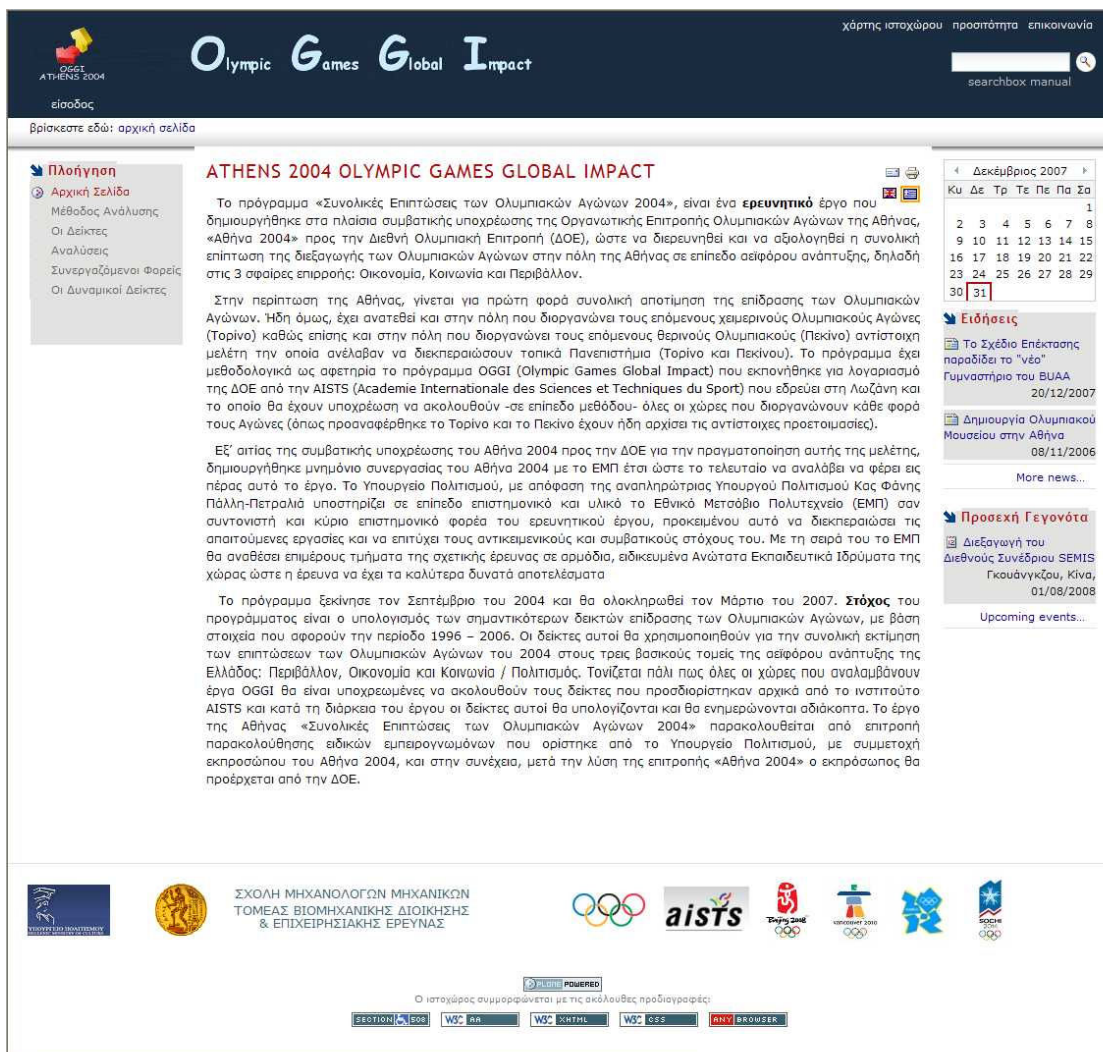 χάρτης ιστοχώρου προσιτότητα επικοινωνία
OGGI
ATHENS 2004
Olympic Games Global Impact
searchbox manual
είσοδος
βρίσκεστε εδώ: αρχική σελίδα
Πλοήγηση
Αρχική Σελίδα
Μέθοδος Ανάλυσης
Οι Δείκτες
Αναλύσεις
Συνεργαζόμενοι Φορείς
Οι Δυναμικοί Δείκτες
ATHENS 2004 OLYMPIC GAMES GLOBAL IMPACT
Το πρόγραμμα «Συνολικές Επιπτώσεις των Ολυμπιακών Αγώνων 2004», είναι ένα ερευνητικό έργο που
δημιουργήθηκε στα πλαίσια συμβατικής υποχρέωσης της Οργανωτικής Επιτροπής Ολυμπιακών Αγώνων της Αθήνας,
«Αθήνα 2004» προς την Διεθνή Ολυμπιακή Επιτροπή (ΔΟΕ), ώστε να διερευνηθεί και να αξιολογηθεί η συνολική
επίπτωση της διεξαγωγής των Ολυμπιακών Αγώνων στην πόλη της Αθήνας σε επίπεδο αειφόρου ανάπτυξης, δηλαδή
στις 3 σφαίρες επιρροής: Οικονομία, Κοινωνία και Περιβάλλον.
Στην περίπτωση της Αθήνας, γίνεται για πρώτη φορά συνολική αποτίμηση της επίδρασης των Ολυμπιακών
Αγώνων. Ήδη όμως, έχει ανατεθεί και στην πόλη που διοργανώνει τους επόμενους χειμερινούς Ολυμπιακούς Αγώνες
(Τορίνο) καθώς επίσης και στην πόλη που διοργανώνει τους επόμενους θερινούς Ολυμπιακούς (Πεκίνο) αντίστοιχη
μελέτη την οποία ανέλαβαν να διεκπεραιώσουν τοπικά Πανεπιστήμια (Τορίνο και Πεκίνου). Το πρόγραμμα έχει
μεθοδολογικά ως αφετηρία το πρόγραμμα OGGI (Olympic Games Global Impact) που εκπονήθηκε για λογαριασμό
της ΔΟΕ από την AISTS (Academie Internationale des Sciences et Techniques du Sport) που εδρεύει στη Λωζάνη και
το οποίο θα έχουν υποχρέωση να ακολουθούν -σε επίπεδο μεθόδου- όλες οι χώρες που διοργανώνουν κάθε φορά
τους Αγώνες (όπως προαναφέρθηκε το Τορίνο και το Πεκίνο έχουν ήδη αρχίσει τις αντίστοιχες προετοιμασίες).
Εξ΄ αιτίας της συμβατικής υποχρέωσης του Αθήνα 2004 προς την ΔΟΕ για την πραγματοποίηση αυτής της μελέτης,
δημιουργήθηκε μνημόνιο συνεργασίας του Αθήνα 2004 με το ΕΜΠ έτσι ώστε το τελευταίο να αναλάβει να φέρει εις
πέρας αυτό το έργο. Το Υπουργείο Πολιτισμού, με απόφαση της αναπληρώτριας Υπουργού Πολιτισμού Κας Φάνης
Πάλλη-Πετραλιά υποστηρίζει σε επίπεδο επιστημονικό και υλικό το Εθνικό Μετσόβιο Πολυτεχνείο (ΕΜΠ) σαν
συντονιστή και κύριο επιστημονικό φορέα του ερευνητικού έργου, προκειμένου αυτό να διεκπεραιώσει τις
απαιτούμενες εργασίες και να επιτύχει τους αντικειμενικούς και συμβατικούς στόχους του. Με τη σειρά του το ΕΜΠ
θα αναθέσει επιμέρους τμήματα της σχετικής έρευνας σε αρμόδια, ειδικευμένα Ανώτατα Εκπαιδευτικά Ιδρύματα της
χώρας ώστε η έρευνα να έχει τα καλύτερα δυνατά αποτελέσματα
Το πρόγραμμα ξεκίνησε τον Σεπτέμβριο του 2004 και θα ολοκληρωθεί τον Μάρτιο του 2007. Στόχος του
προγράμματος είναι ο υπολογισμός των σημαντικότερων δεικτών επίδρασης των Ολυμπιακών Αγώνων, με βάση
στοιχεία που αφορούν την περίοδο 1996 – 2006. Οι δείκτες αυτοί θα χρησιμοποιηθούν για την συνολική εκτίμηση
των επιπτώσεων των Ολυμπιακών Αγώνων του 2004 στους τρεις βασικούς τομείς της αειφόρου ανάπτυξης της
Ελλάδος: Περιβάλλον, Οικονομία και Κοινωνία / Πολιτισμός. Τονίζεται πάλι πως όλες οι χώρες που αναλαμβάνουν
έργα OGGI θα είναι υποχρεωμένες να ακολουθούν τους δείκτες που προσδιορίστηκαν αρχικά από το ινστιτούτο
AISTS και κατά τη διάρκεια του έργου οι δείκτες αυτοί θα υπολογίζονται και θα ενημερώνονται αδιάκοπα. Το έργο
της Αθήνας «Συνολικές Επιπτώσεις των Ολυμπιακών Αγώνων 2004» παρακολουθείται από επιτροπή
παρακολούθησης ειδικών εμπειρογνωμόνων που ορίστηκε από το Υπουργείο Πολιτισμού, με συμμετοχή
εκπροσώπου του Αθήνα 2004, και στην συνέχεια, μετά την λύση της επιτροπής «Αθήνα 2004» ο εκπρόσωπος θα
προέρχεται από την ΔΟΕ.
Δεκέμβριος 2007
Κυ Δε Τρ Τε Πε Πα Σα
1
2 3 4 5 6 7 8
9 10 11 12 13 14 15
16 17 18 19 20 21 22
23 24 25 26 27 28 29
30 31
Ειδήσεις
Το Σχέδιο Επέκτασης
παραδίδει το "νέο"
Γυμναστήριο του BUAA
20/12/2007
Δημιουργία Ολυμπιακού
Μουσείου στην Αθήνα
08/11/2006
More news...
Προσεχή Γεγονότα
Διεξαγωγή του
Διεθνούς Συνέδριου SEMIS
Γκουάνγκζου, Κίνα,
01/08/2008
Upcoming events...
ΥΠΟΥΡΓΕΙΟ ΠΟΛΙΤΙΣΜΟΥ
HELLENIC MINISTRY OF CULTURE
ΣΧΟΛΗ ΜΗΧΑΝΟΛΟΓΩΝ ΜΗΧΑΝΙΚΩΝ
ΤΟΜΕΑΣ ΒΙΟΜΗΧΑΝΙΚΗΣ ΔΙΟΙΚΗΣΗΣ
& ΕΠΙΧΕΙΡΗΣΙΑΚΗΣ ΕΡΕΥΝΑΣ
aisTs
Beijing 2008
vancouver 2010
SOCHI
2014
PLONE POWERED
Ο ιστοχώρος συμμορφώνεται με τις ακόλουθες προδιαγραφές:
SECTION 508 W3C AA W3C XHTML W3C CSS ANY BROWSER